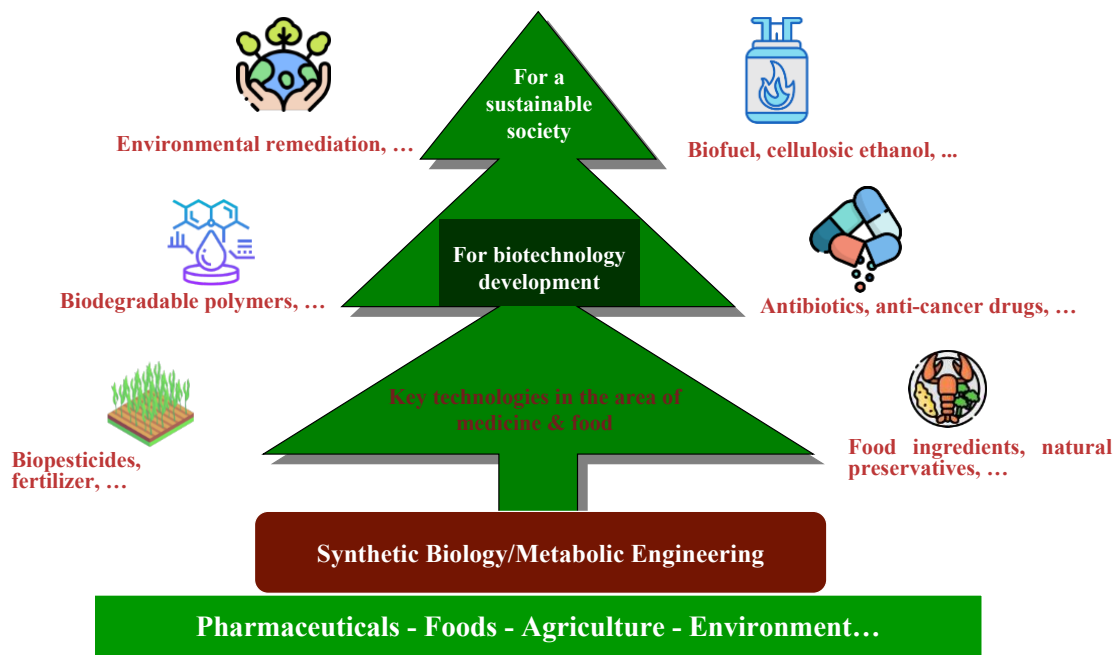 For a
sustainable
society
Environmental remediation, …
Biofuel, cellulosic ethanol, ...
For biotechnology
development
Biodegradable polymers, …
Antibiotics, anti-cancer drugs, …
Key technologies in the area of
medicine & food
Biopesticides,
fertilizer, …
Food ingredients, natural
preservatives, …
Synthetic Biology/Metabolic Engineering
Pharmaceuticals - Foods - Agriculture - Environment…